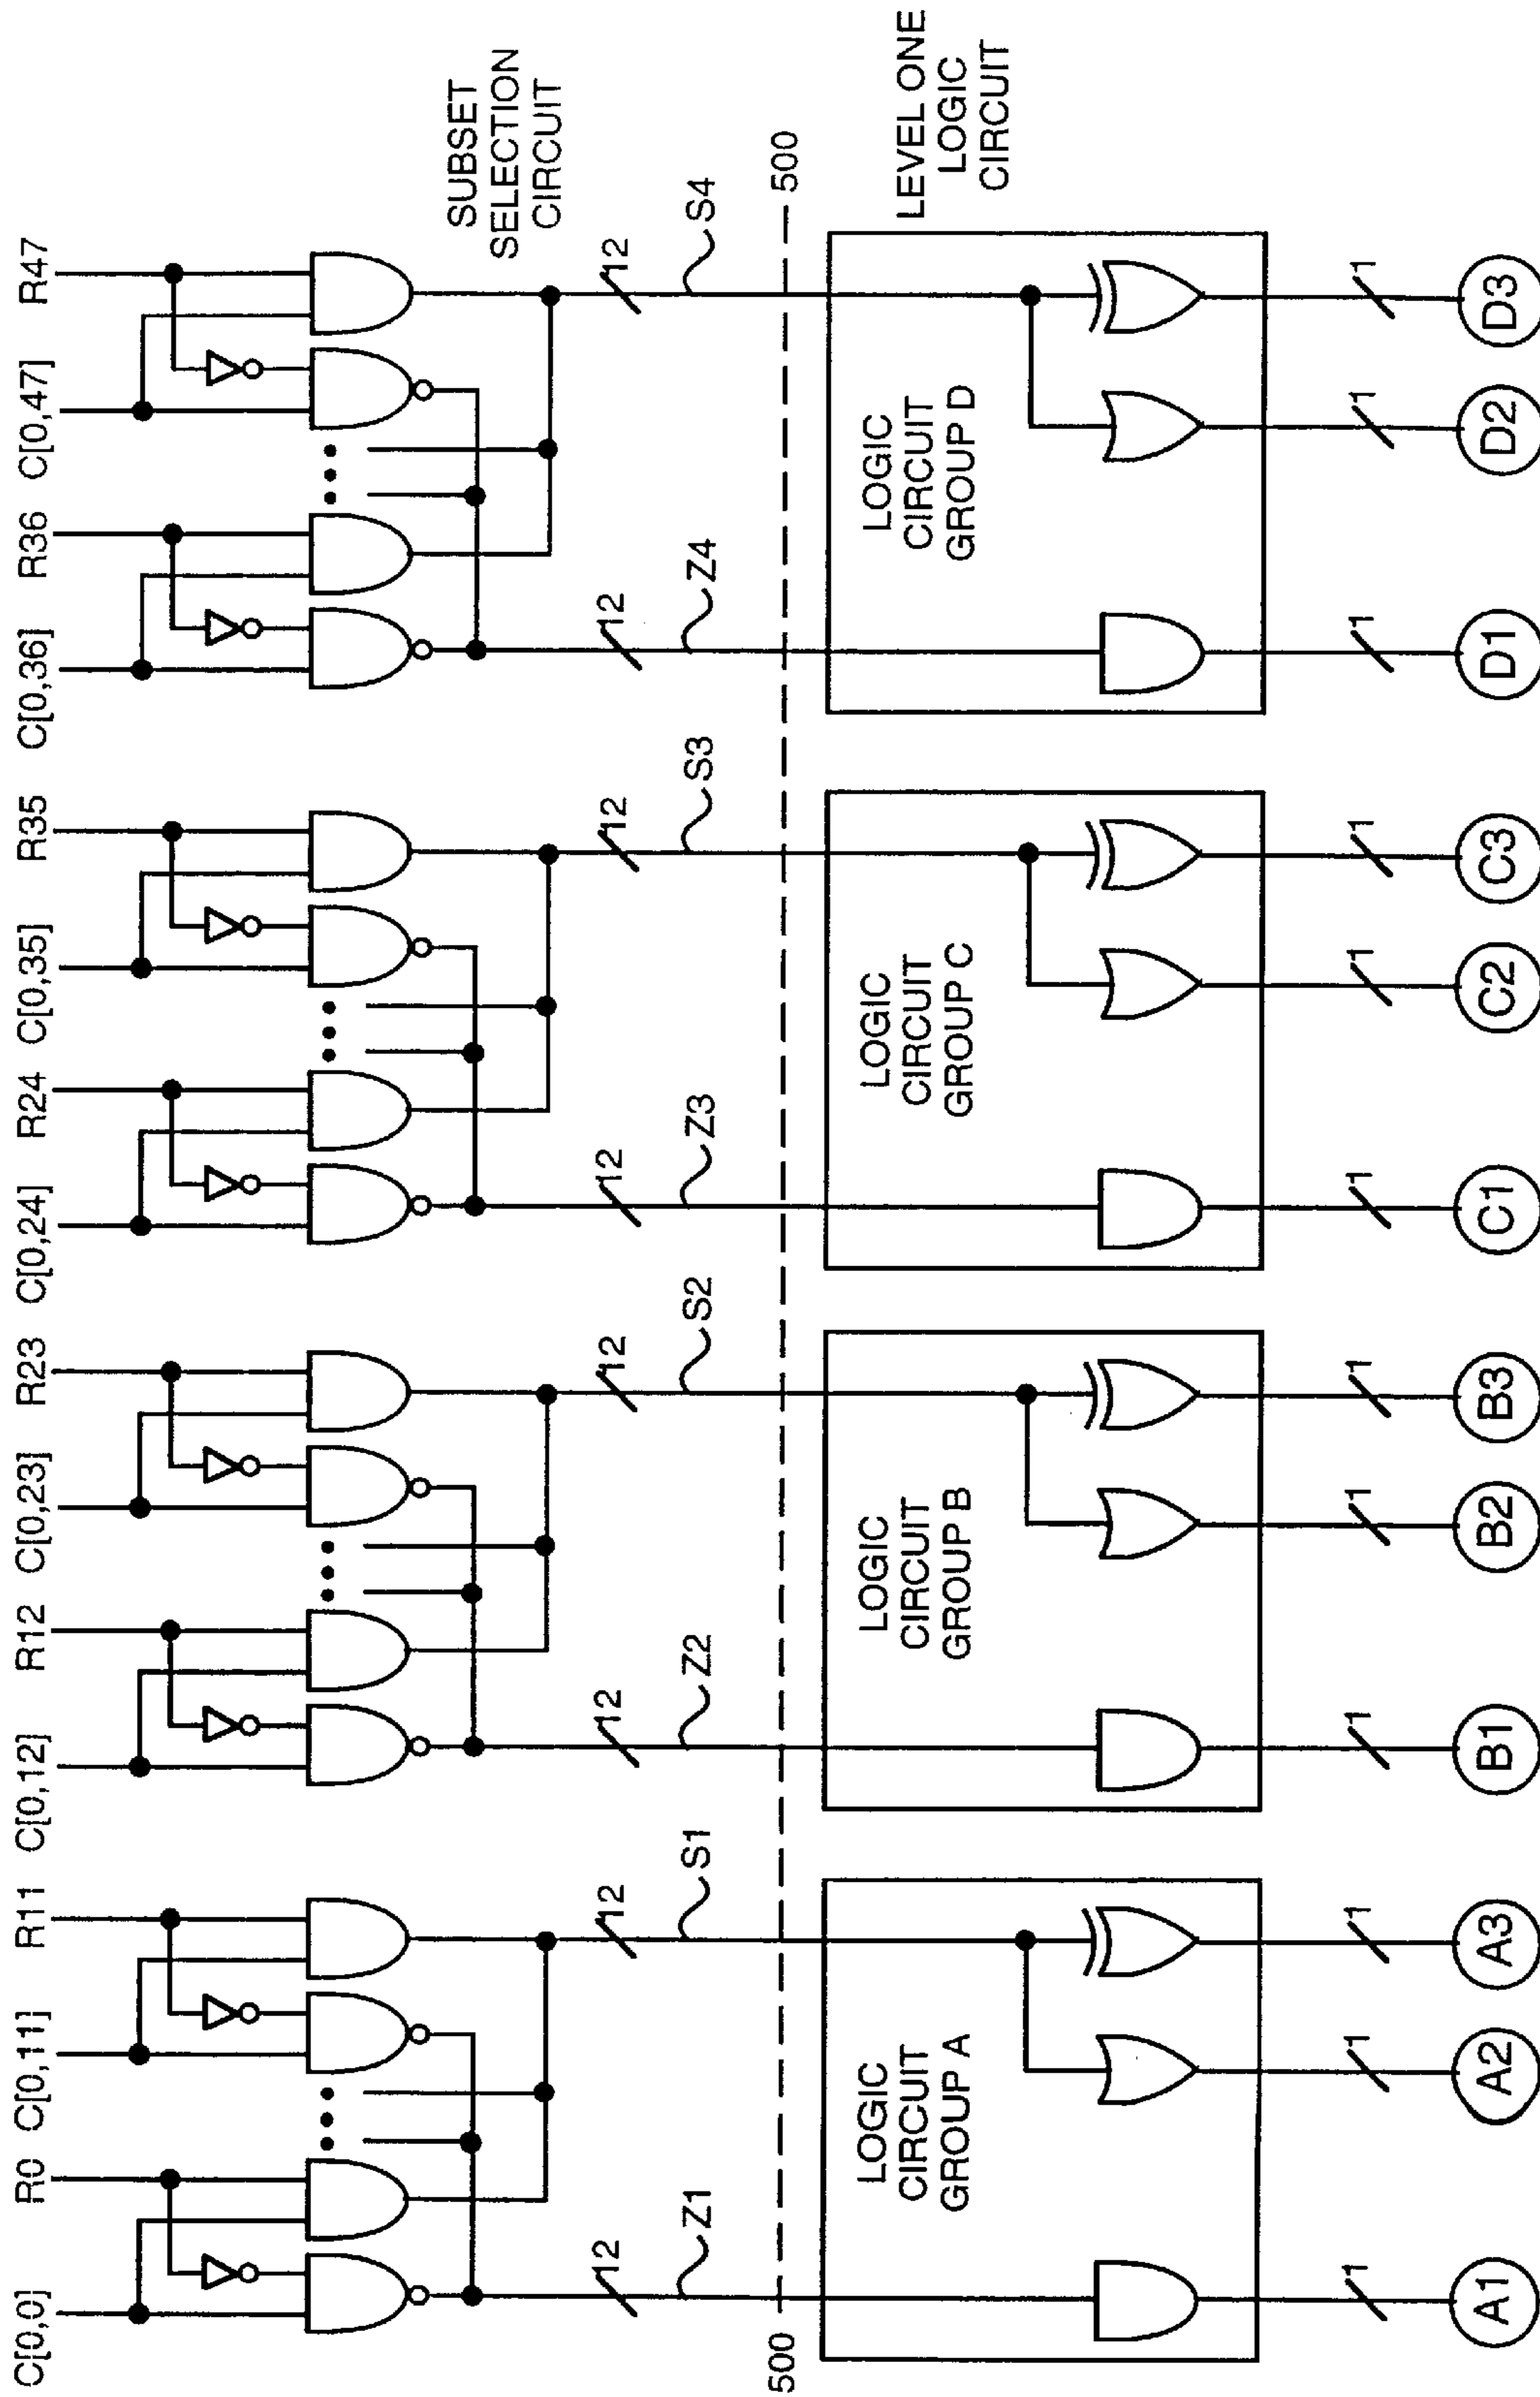 C[0,0] R0 C[0,11] R11 C[0,12] R12 C[0,23] R23 C[0,24] R24 C[0,35] R35 C[0,36] R36 C[0,47] R47
SUBSET
SELECTION
CIRCUIT
12 12 12 12 12 12 12 12
Z1 S1 Z2 S2 Z3 S3 Z4 S4
500 500
LEVEL ONE
LOGIC
CIRCUIT
LOGIC
CIRCUIT
GROUP A
LOGIC
CIRCUIT
GROUP B
LOGIC
CIRCUIT
GROUP C
LOGIC
CIRCUIT
GROUP D
1 1 1 1 1 1 1 1 1 1 1 1
A1 A2 A3 B1 B2 B3 C1 C2 C3 D1 D2 D3